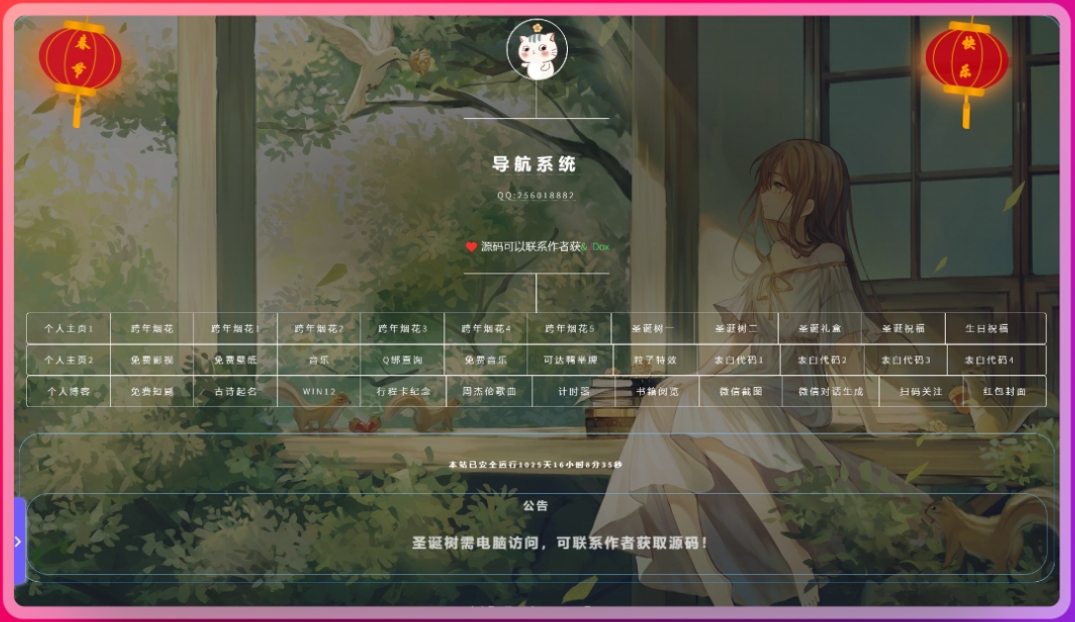 春节
快乐
导航系统
QQ:256018882
源码可以联系作者获& Dax
个人主页1 跨年烟花 跨年烟花1 跨年烟花2 跨年烟花3 跨年烟花4 跨年烟花5 圣诞树一 圣诞树二 圣诞礼盒 圣诞祝福 生日祝福
个人主页2 免费影视 免费壁纸 音乐 Q绑查询 免费音乐 可达鸭举牌 粒子特效 表白代码1 表白代码2 表白代码3 表白代码4
个人博客 免费短剧 古诗起名 WIN12 行程卡纪念 周杰伦歌曲 计时器 书籍阅览 微信截图 微信对话生成 扫码关注 红包封面
本站已安全运行1025天16小时6分35秒
公告
圣诞树需电脑访问，可联系作者获取源码！